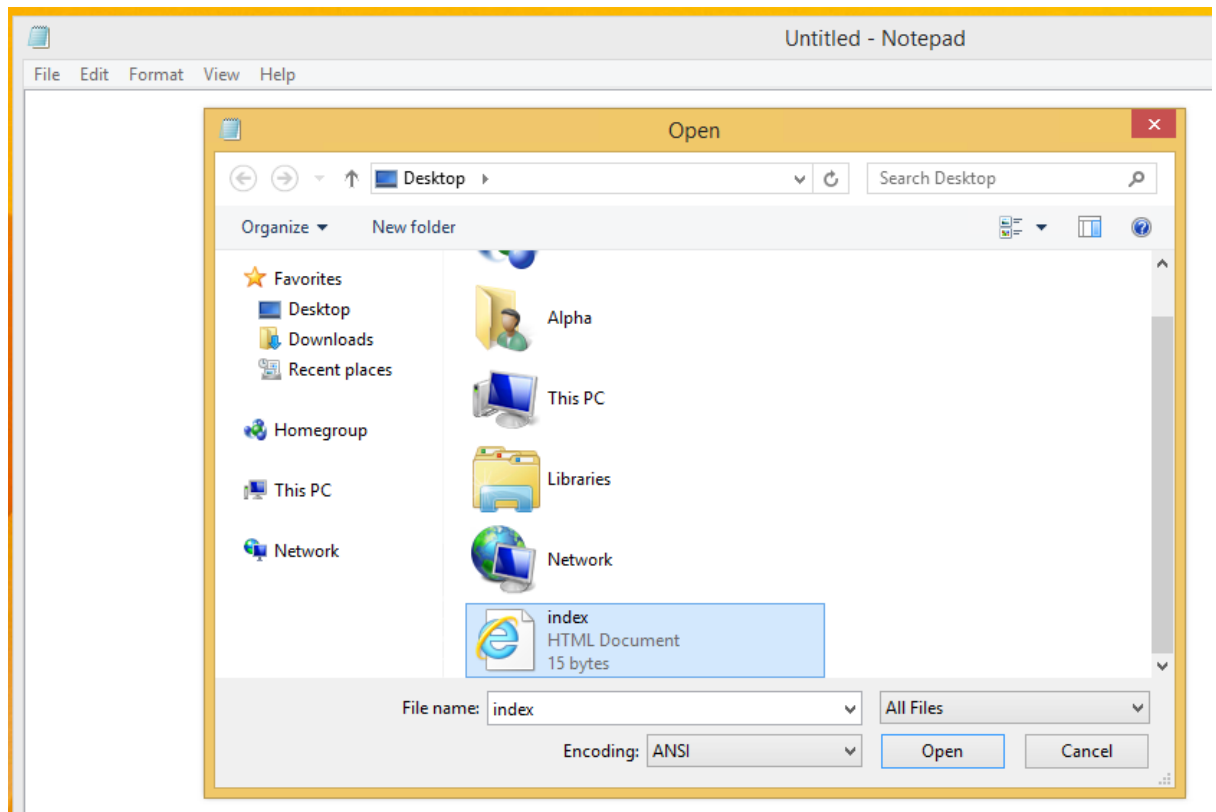 Untitled - Notepad
File Edit Format View Help
Open
Desktop
Search Desktop
Organize New folder
Favorites
Desktop
Downloads
Recent places
Homegroup
This PC
Network
Alpha
This PC
Libraries
Network
index
HTML Document
15 bytes
File name: index All Files
Encoding: ANSI Open Cancel